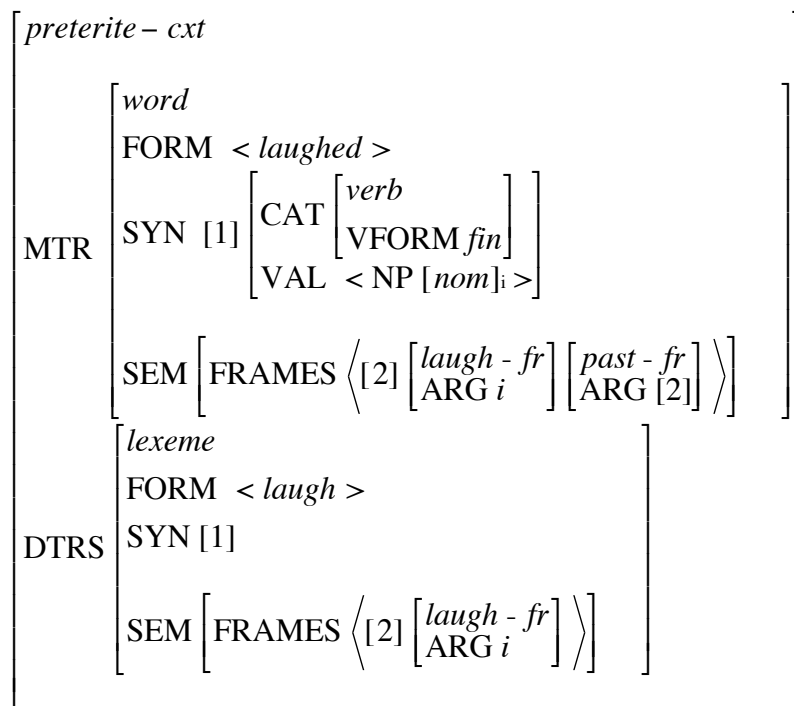 preterite – cxt
word
FORM < laughed >
verb
MTR SYN [1] CAT VFORM fin
VAL < NP [nom]i >
SEM FRAMES ⟨[2] laugh - fr past - fr ⟩
ARG i ARG [2]
lexeme
FORM < laugh >
DTRS SYN [1]
SEM FRAMES ⟨[2] laugh - fr ⟩
ARG i